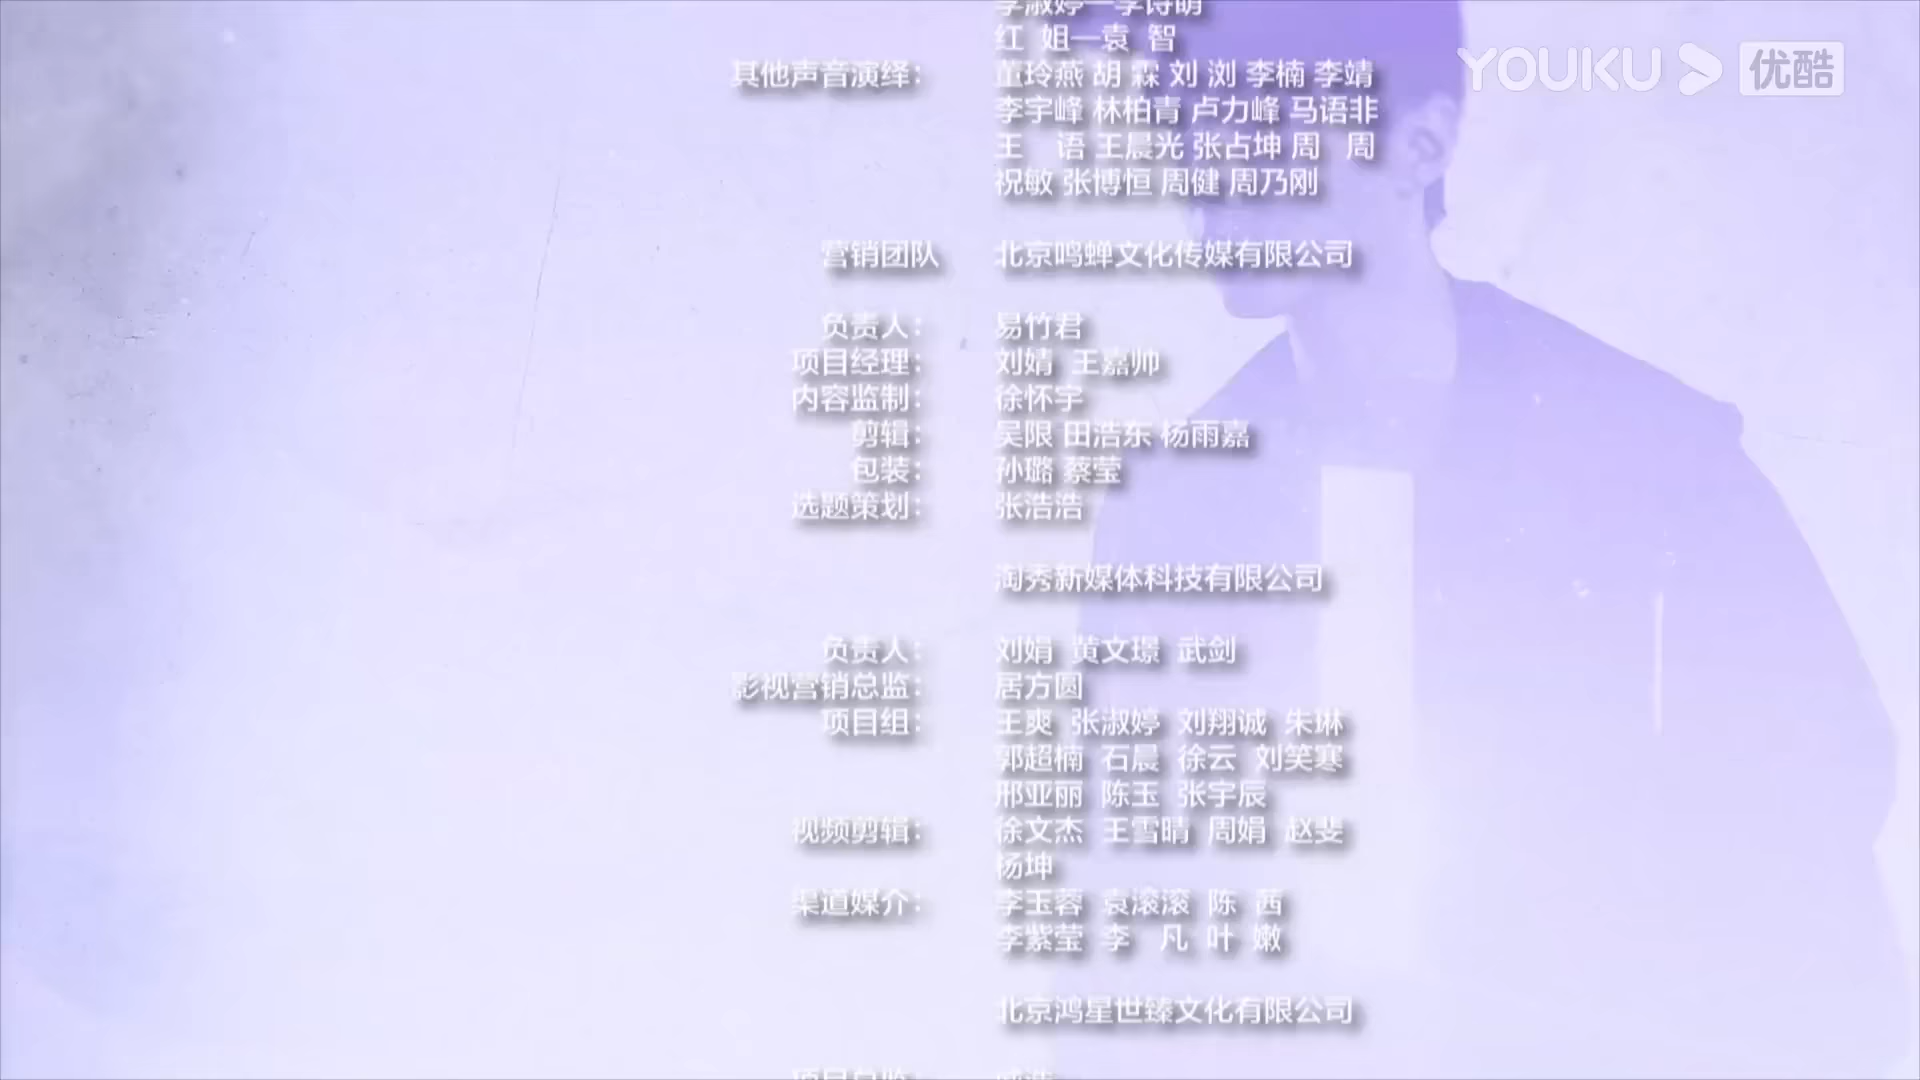 李淑婷—李诗萌
红 姐—袁 智
YOUKU 优酷
其他声音演绎： 董玲燕 胡 霖 刘 浏 李楠 李靖
李宇峰 林柏青 卢力峰 马语非
王 语 王晨光 张占坤 周 周
祝敏 张博恒 周健 周乃刚
营销团队 北京鸣蝉文化传媒有限公司
负责人： 易竹君
项目经理： 刘婧 王嘉帅
内容监制： 徐怀宇
剪辑： 吴限 田浩东 杨雨嘉
包装： 孙璐 蔡莹
选题策划： 张浩浩
淘秀新媒体科技有限公司
负责人： 刘娟 黄文璟 武剑
影视营销总监： 居方圆
项目组： 王爽 张淑婷 刘翔诚 朱琳
郭超楠 石晨 徐云 刘笑寒
邢亚丽 陈玉 张宇辰
视频剪辑： 徐文杰 王雪晴 周娟 赵斐
杨坤
渠道媒介： 李玉蓉 袁滚滚 陈 茜
李紫莹 李 凡 叶 嫩
北京鸿星世臻文化有限公司